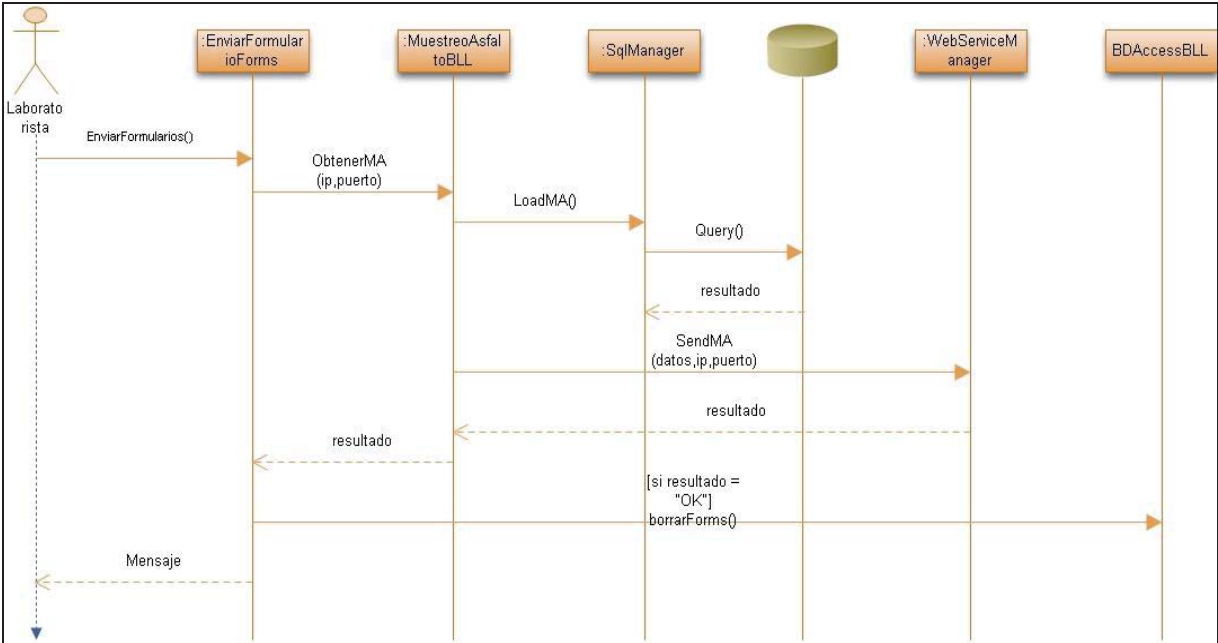 :EnviarFormular
ioForms
:MuestreoAsfal
toBLL
:SqlManager
:WebServiceM
anager
BDAccessBLL
Laborato
rista
EnviarFormularios()
ObtenerMA
(ip,puerto)
LoadMA()
Query()
resultado
SendMA
(datos,ip,puerto)
resultado
resultado
[si resultado =
"OK"]
borrarForms()
Mensaje